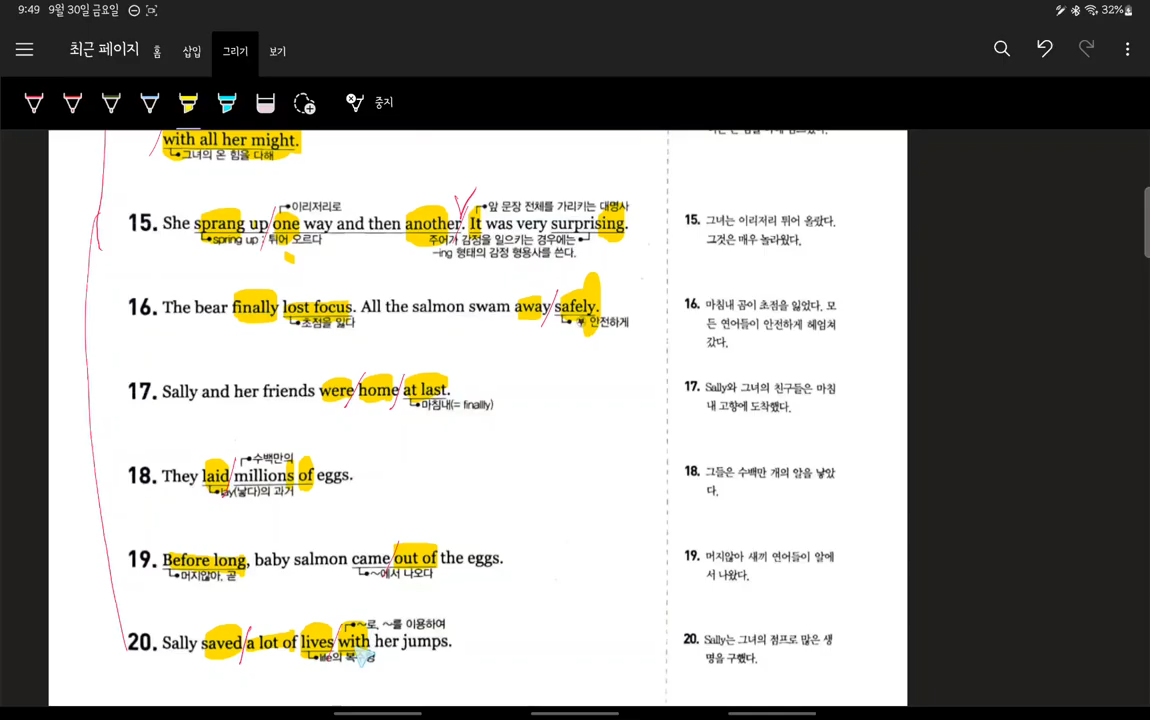 9:49 9월 30일 금요일 32%
최근 페이지 홈 삽입 그리기 보기
중지
with all her might.
그녀의 온 힘을 다해
이리저리로 앞 문장 전체를 가리키는 대명사
15. She sprang up one way and then another. It was very surprising.
spring up : 튀어 오르다 주어가 감정을 일으키는 경우에는
-ing 형태의 감정 형용사를 쓴다.
15. 그녀는 이리저리 튀어 올랐다.
그것은 매우 놀라웠다.
16. The bear finally lost focus. All the salmon swam away safely.
초점을 잃다 안전하게
16. 마침내 곰이 초점을 잃었다. 모
든 연어들이 안전하게 헤엄쳐
갔다.
17. Sally and her friends were home at last.
마침내(= finally)
17. Sally와 그녀의 친구들은 마침
내 고향에 도착했다.
수백만의
18. They laid millions of eggs.
lay(낳다)의 과거
18. 그들은 수백만 개의 알을 낳았
다.
19. Before long, baby salmon came out of the eggs.
머지않아, 곧 ~에서 나오다
19. 머지않아 새끼 연어들이 알에
서 나왔다.
~로, ~를 이용하여
20. Sally saved a lot of lives with her jumps.
life의
20. Sally는 그녀의 점프로 많은 생
명을 구했다.